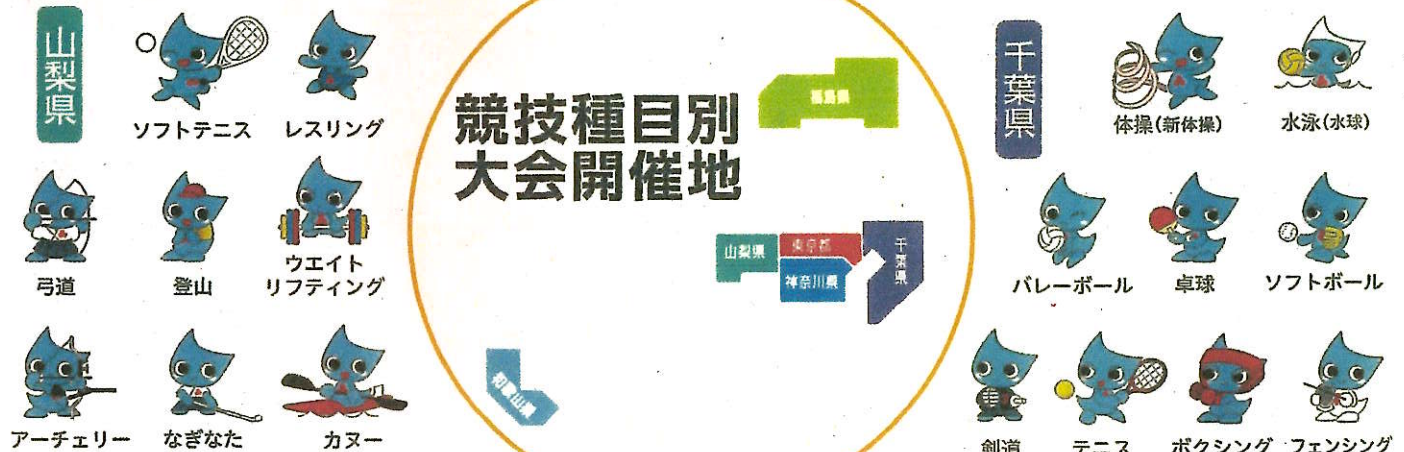 山梨県
ソフトテニス
レスリング
弓道
登山
ウエイト
リフティング
アーチェリー
なぎなた
カヌー
競技種目別
大会開催地
福島県
山梨県
東京都
神奈川県
千葉県
和歌山県
千葉県
体操(新体操)
水泳(水球)
バレーボール
卓球
ソフトボール
剣道
テニス
ボクシング
フェンシング